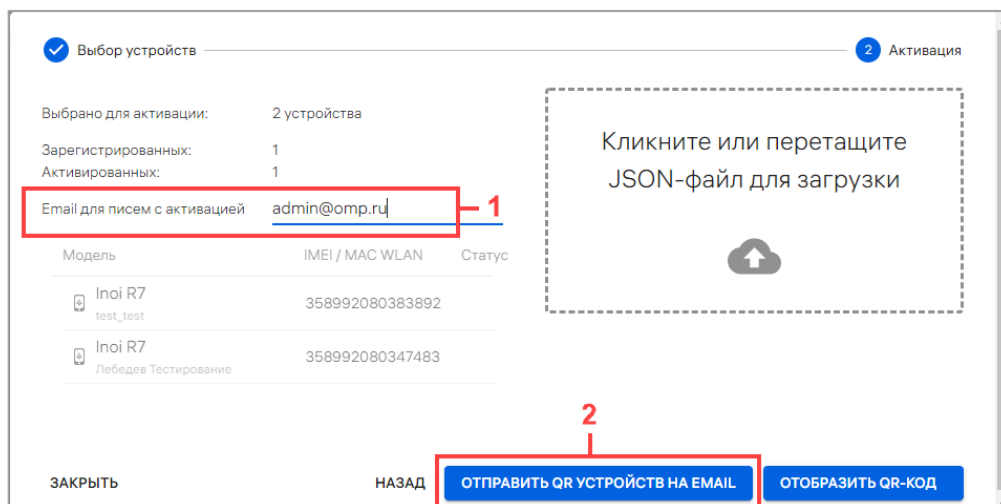 Выбор устройств
2 Активация
Выбрано для активации: 2 устройства
Зарегистрированных: 1
Активированных: 1
Email для писем с активацией admin@omp.ru
1
Кликните или перетащите
JSON-файл для загрузки
Модель IMEI / MAC WLAN Статус
Inoi R7 358992080383892
test_test
Inoi R7 358992080347483
Лебедев Тестирование
2
ЗАКРЫТЬ НАЗАД ОТПРАВИТЬ QR УСТРОЙСТВ НА EMAIL ОТОБРАЗИТЬ QR-КОД